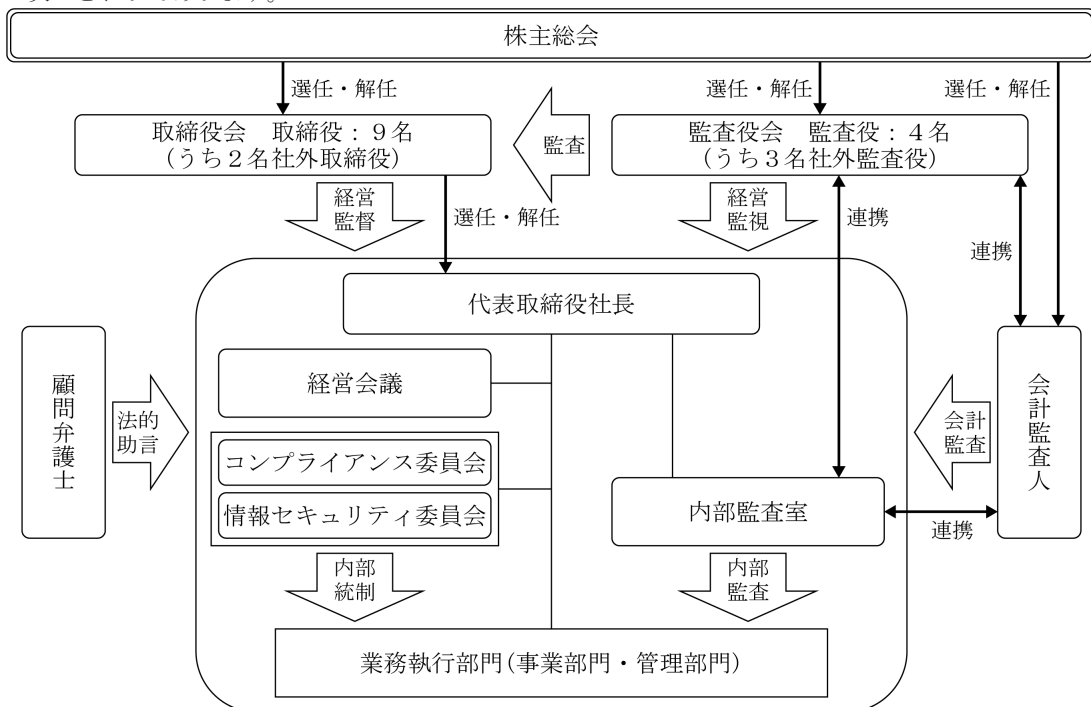 株主総会
選任・解任
選任・解任
選任・解任
取締役会 取締役:9名
(うち2名社外取締役)
監査
監査役会 監査役:4名
(うち3名社外監査役)
経営
監督
選任・解任
経営
監視
連携
連携
代表取締役社長
顧問弁護士
法的
助言
経営会議
コンプライアンス委員会
情報セキュリティ委員会
内部監査室
会計
監査
会計監査人
連携
内部
統制
内部
監査
業務執行部門(事業部門・管理部門)